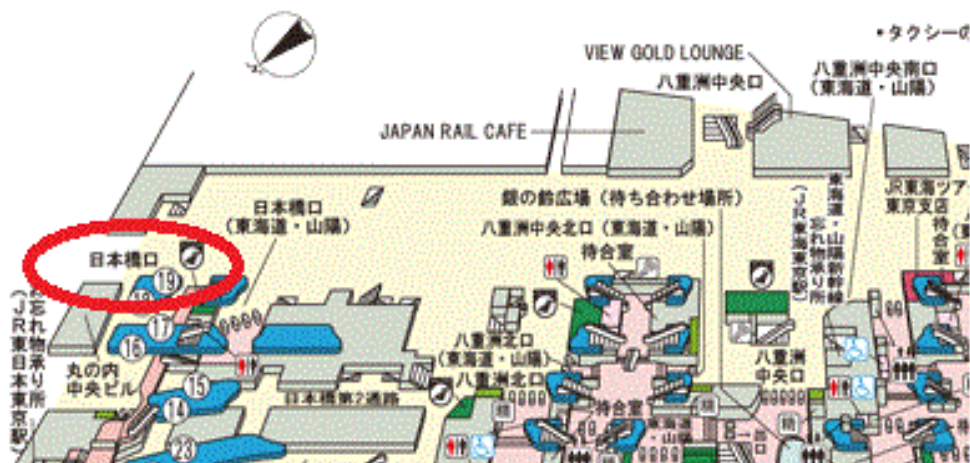 ・タクシーの
VIEW GOLD LOUNGE
八重洲中央口
八重洲中央南口
(東海道・山陽)
JAPAN RAIL CAFE
銀の鈴広場(待ち合わせ場所)
日本橋口
(東海道・山陽)
八重洲中央北口(東海道・山陽)
待合室
東海道・山陽新幹線
忘れ物承り所
(JR東海東京駅)
JR東海ツア
東京支店
待合室
日本橋口
19
18
17
16
15
14
23
忘れ物承り所
(JR東日本東京駅)
丸の内
中央ビル
日本橋第2通路
八重洲北口
(東海道・山陽)
八重洲北口
待合室
八重洲
中央口
精
精